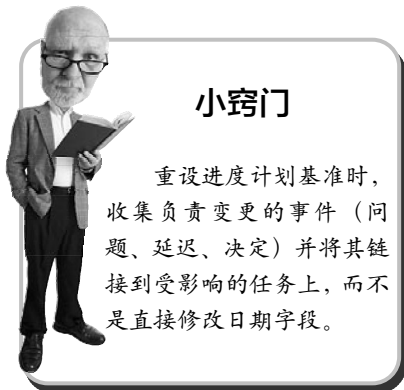 小窍门
重设进度计划基准时，
收集负责变更的事件（问
题、延迟、决定）并将其链
接到受影响的任务上，而不
是直接修改日期字段。